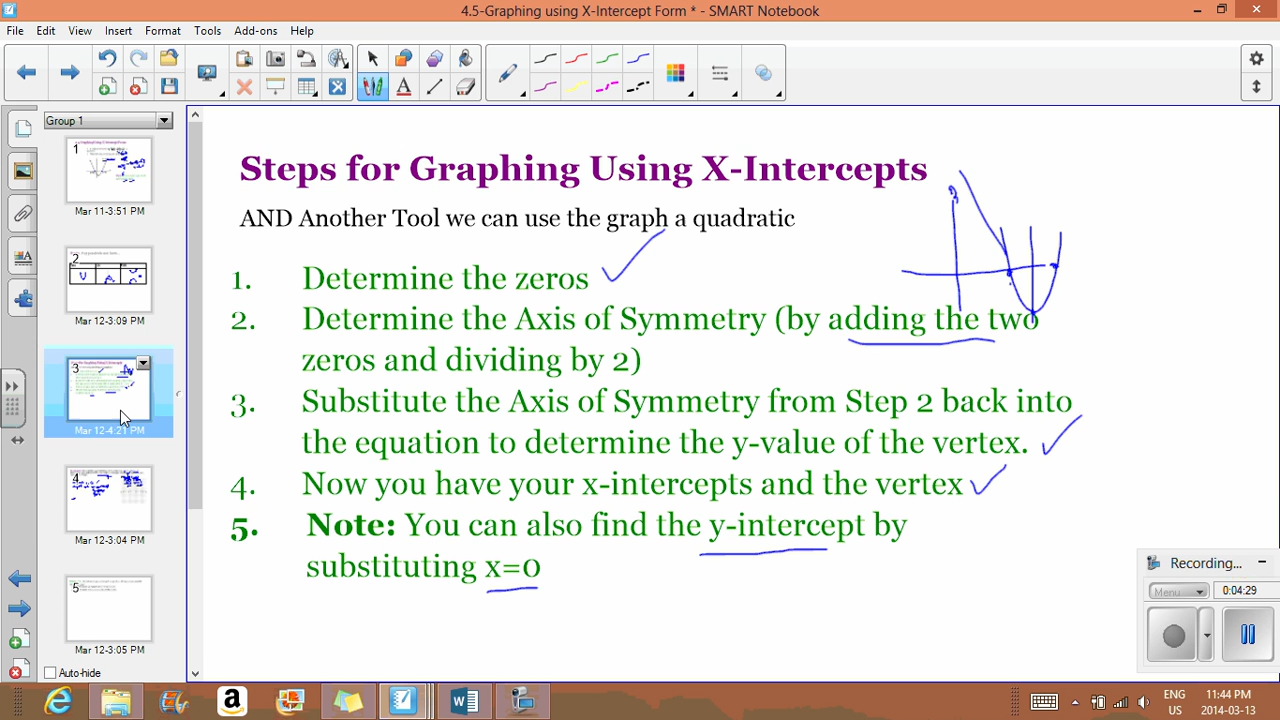 4.5-Graphing using X-Intercept Form * - SMART Notebook
File Edit View Insert Format Tools Add-ons Help
Group 1
1
Mar 11-3:51 PM
2
Mar 12-3:09 PM
3
Mar 12-4:21 PM
4
Mar 12-3:04 PM
5
Mar 12-3:05 PM
Auto-hide
Steps for Graphing Using X-Intercepts
AND Another Tool we can use the graph a quadratic
1. Determine the zeros
2. Determine the Axis of Symmetry (by adding the two
zeros and dividing by 2)
3. Substitute the Axis of Symmetry from Step 2 back into
the equation to determine the y-value of the vertex.
4. Now you have your x-intercepts and the vertex
5. Note: You can also find the y-intercept by
substituting x=0
Recording...
Menu 0:04:29
ENG 11:44 PM
US 2014-03-13